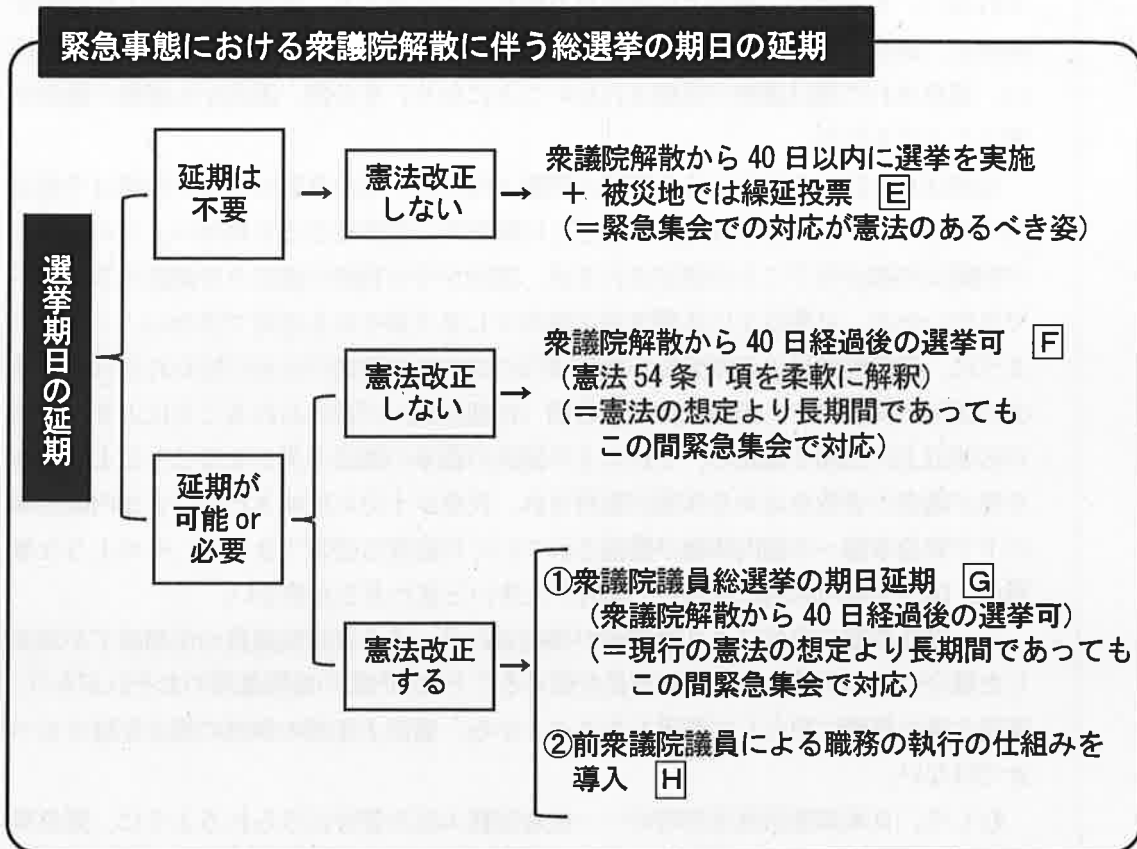 緊急事態における衆議院解散に伴う総選挙の期日の延期
選挙期日の延期
延期は
不要
憲法改正
しない
衆議院解散から 40 日以内に選挙を実施
＋ 被災地では繰延投票 E
(＝緊急集会での対応が憲法のあるべき姿)
延期が
可能 or
必要
憲法改正
しない
衆議院解散から 40 日経過後の選挙可 F
(憲法 54 条 1 項を柔軟に解釈)
(＝憲法の想定より長期間であっても
この間緊急集会で対応)
憲法改正
する
①衆議院議員総選挙の期日延期 G
(衆議院解散から 40 日経過後の選挙可)
(＝現行の憲法の想定より長期間であっても
この間緊急集会で対応)
②前衆議院議員による職務の執行の仕組みを
導入 H